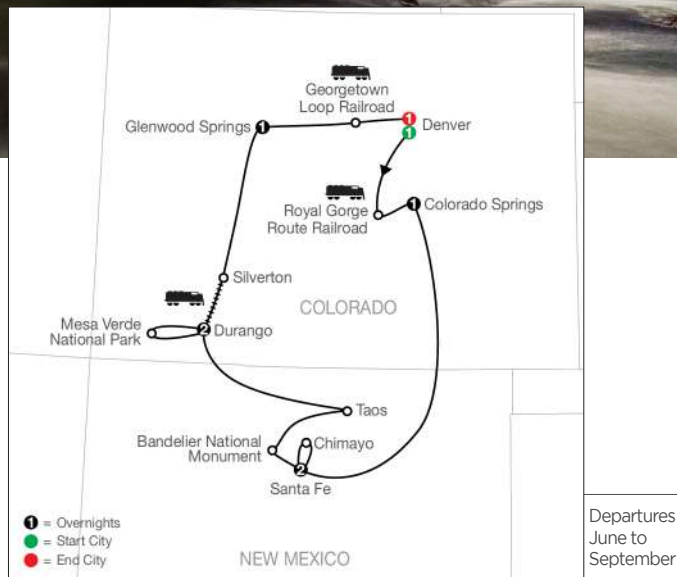 Georgetown
Loop Railroad
Glenwood Springs
1
1
1
Denver
Royal Gorge
Route Railroad
1
Colorado Springs
Silverton
COLORADO
Mesa Verde
National Park
2
Durango
Taos
Bandelier National
Monument
Chimayo
2
Santa Fe
1 = Overnights
= Start City
= End City
NEW MEXICO
Departures
June to
September